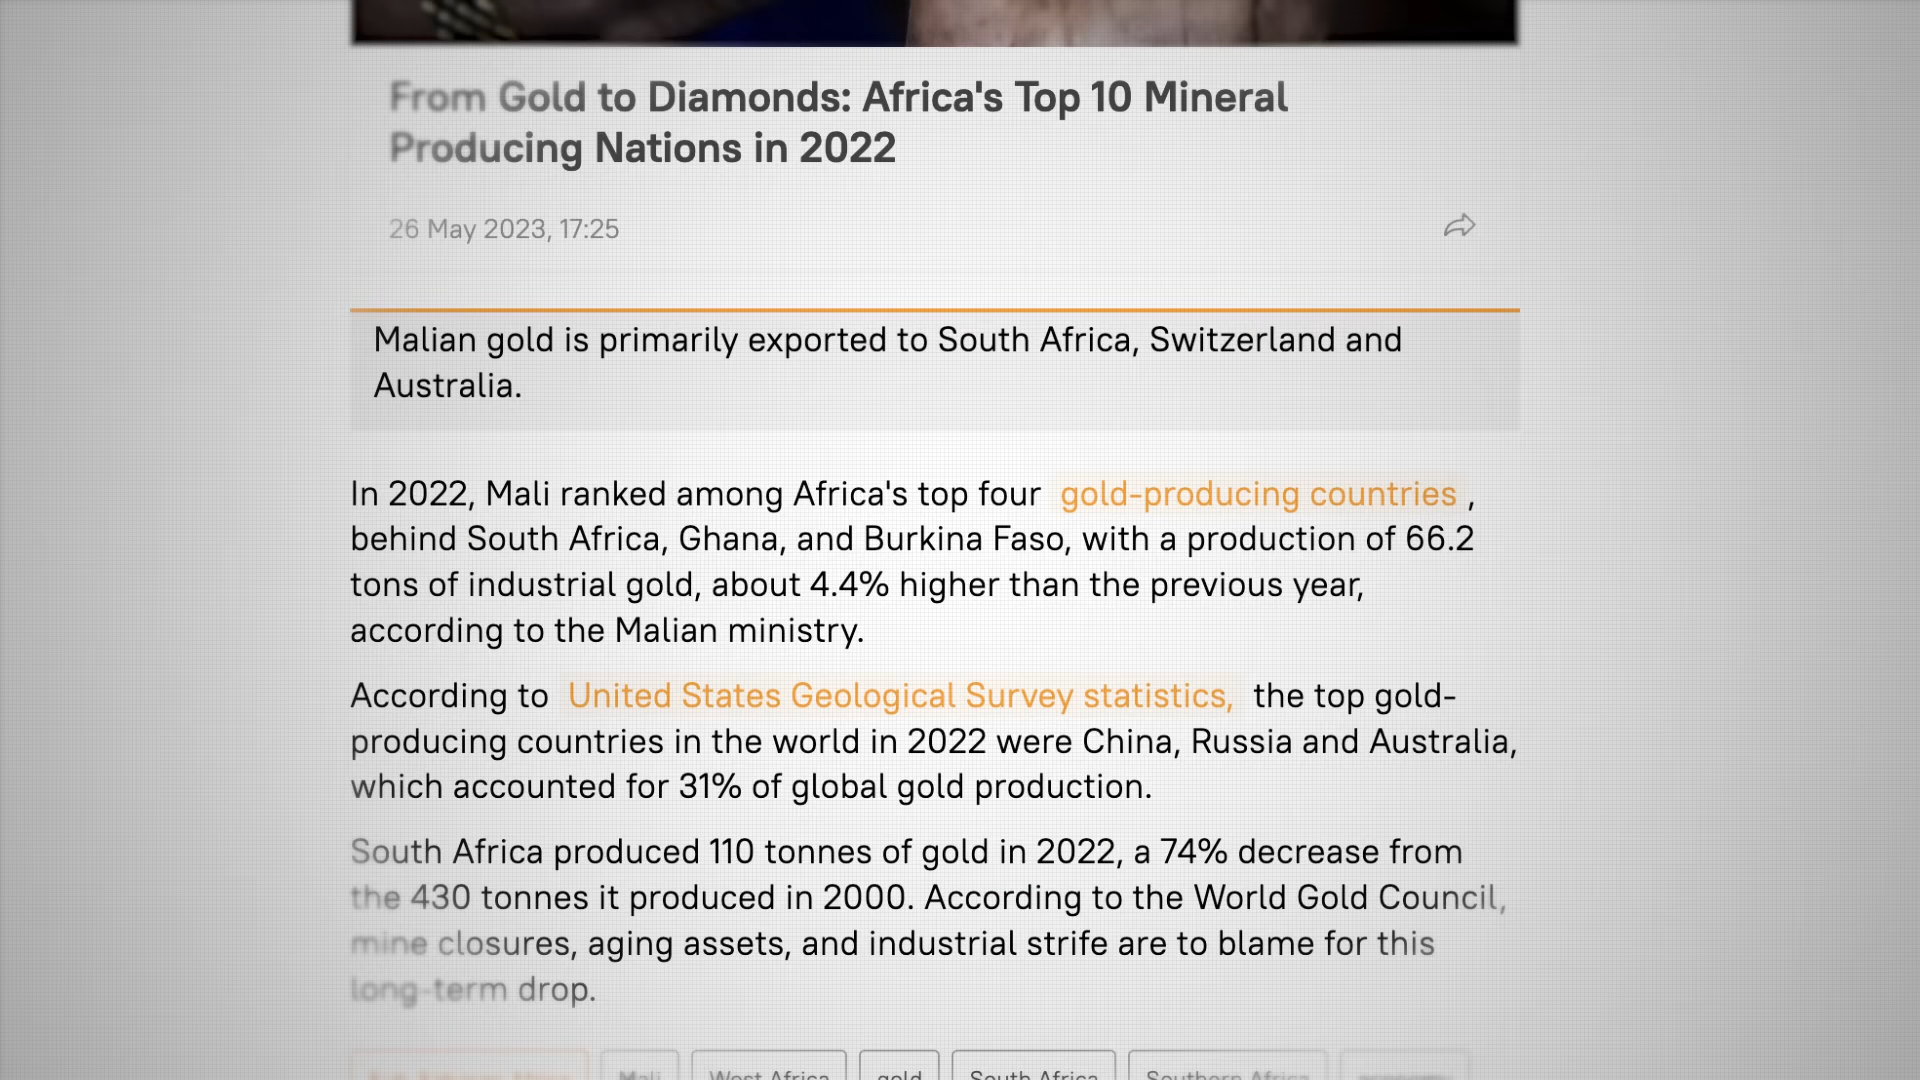 From Gold to Diamonds: Africa's Top 10 Mineral
Producing Nations in 2022
26 May 2023, 17:25
Malian gold is primarily exported to South Africa, Switzerland and
Australia.
In 2022, Mali ranked among Africa's top four gold-producing countries ,
behind South Africa, Ghana, and Burkina Faso, with a production of 66.2
tons of industrial gold, about 4.4% higher than the previous year,
according to the Malian ministry.
According to United States Geological Survey statistics, the top gold-
producing countries in the world in 2022 were China, Russia and Australia,
which accounted for 31% of global gold production.
South Africa produced 110 tonnes of gold in 2022, a 74% decrease from
the 430 tonnes it produced in 2000. According to the World Gold Council,
mine closures, aging assets, and industrial strife are to blame for this
long-term drop.
Mali West Africa gold South Africa Southern Africa economy